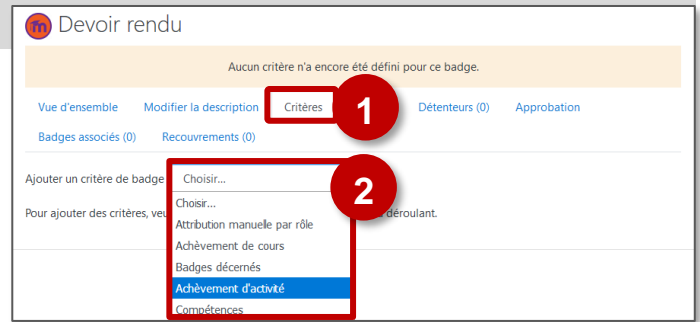 m Devoir rendu
Aucun critère n'a encore été défini pour ce badge.
Vue d'ensemble Modifier la description Critères 1 Détenteurs (0) Approbation
Badges associés (0) Recouvrements (0)
Ajouter un critère de badge Choisir... 2
Choisir...
Pour ajouter des critères, déroulant.
Attribution manuelle par rôle
Achèvement de cours
Badges décernés
Achèvement d'activité
Compétences